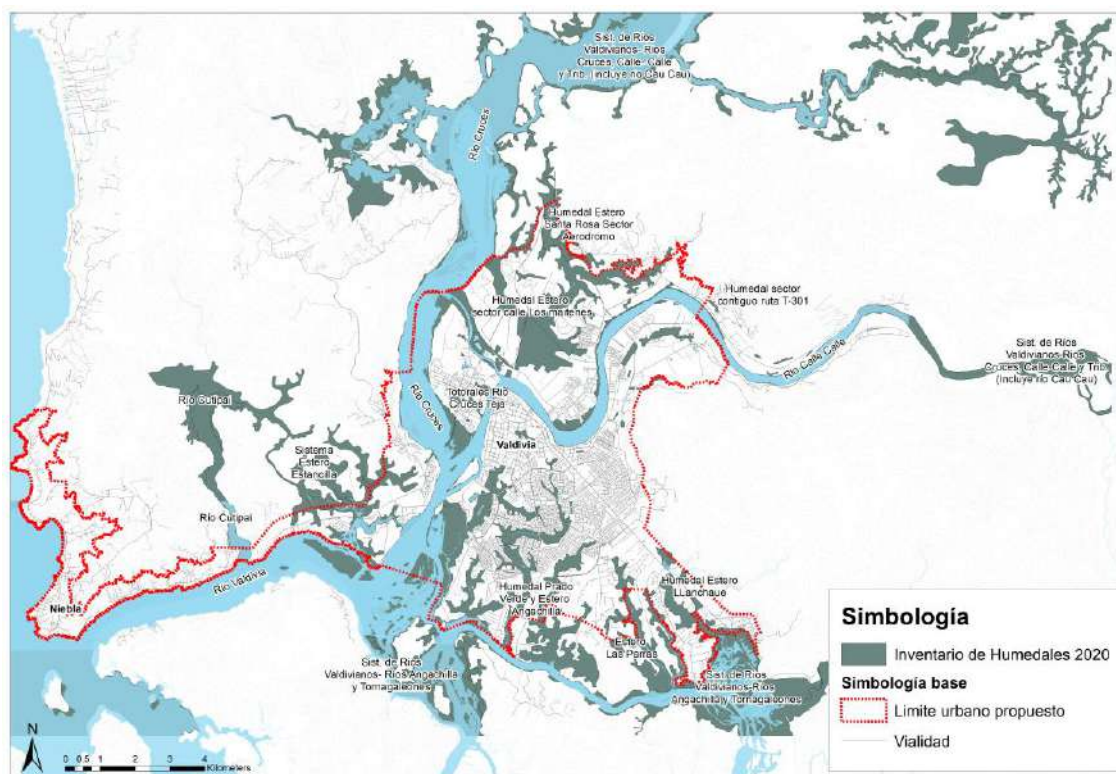 Sist. de Ríos
Valdivianos- Ríos
Cruces, Calle- Calle
y Trib. (incluye río Cau Cau)
Río Cruces
Humedal Estero
Santa Rosa Sector
Aerodromo
Humedal sector
contiguo ruta T-301
Humedal Estero
sector calle Los maitenes
Río Calle Calle
Sist. de Ríos
Valdivianos-Ríos
Cruces, Calle Calle y Trib.
(Incluye río Cau Cau)
Río Cutipai
Totorales Río
Cruces Teja
Río Cruces
Valdivia
Sistema
Estero
Estancilla
Río Cutipai
Río Valdivia
Niebla
Humedal Prado
Verde y Estero
Angachilla
Humedal Estero
LLanchaue
Estero
Las Parras
Sist. de Ríos
Valdivianos- Ríos Angachilla
y Tornagaleones
Sist. de Ríos
Valdivianos-Ríos
Angachilla y Tornagaleones
Simbología
Inventario de Humedales 2020
Simbología base
Limite urbano propuesto
Vialidad
N
0 0.5 1 2 3 4
Kilometers